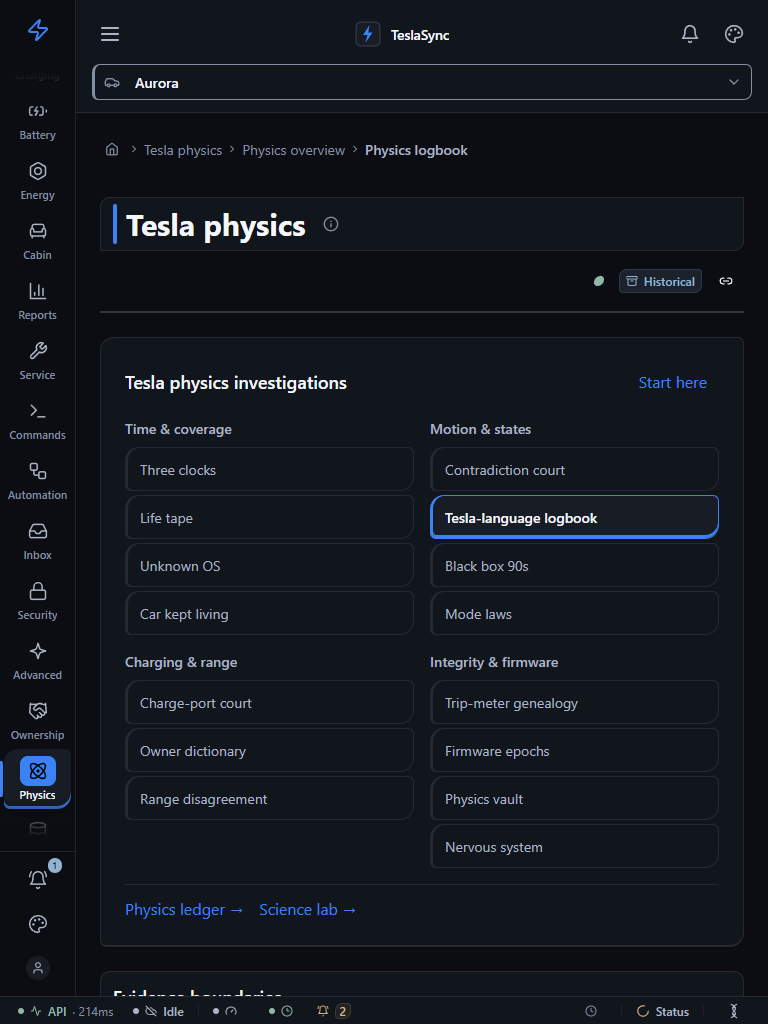 TeslaSync
Aurora
Charging
Battery
Energy
Cabin
Reports
Service
Commands
Automation
Inbox
Security
Advanced
Ownership
Physics
1
Tesla physics > Physics overview > Physics logbook
Tesla physics
Historical
Tesla physics investigations
Start here
Time & coverage
Three clocks
Life tape
Unknown OS
Car kept living
Motion & states
Contradiction court
Tesla-language logbook
Black box 90s
Mode laws
Charging & range
Charge-port court
Owner dictionary
Range disagreement
Integrity & firmware
Trip-meter genealogy
Firmware epochs
Physics vault
Nervous system
Physics ledger → Science lab →
Evidence boundaries
API · 214ms Idle 2 Status